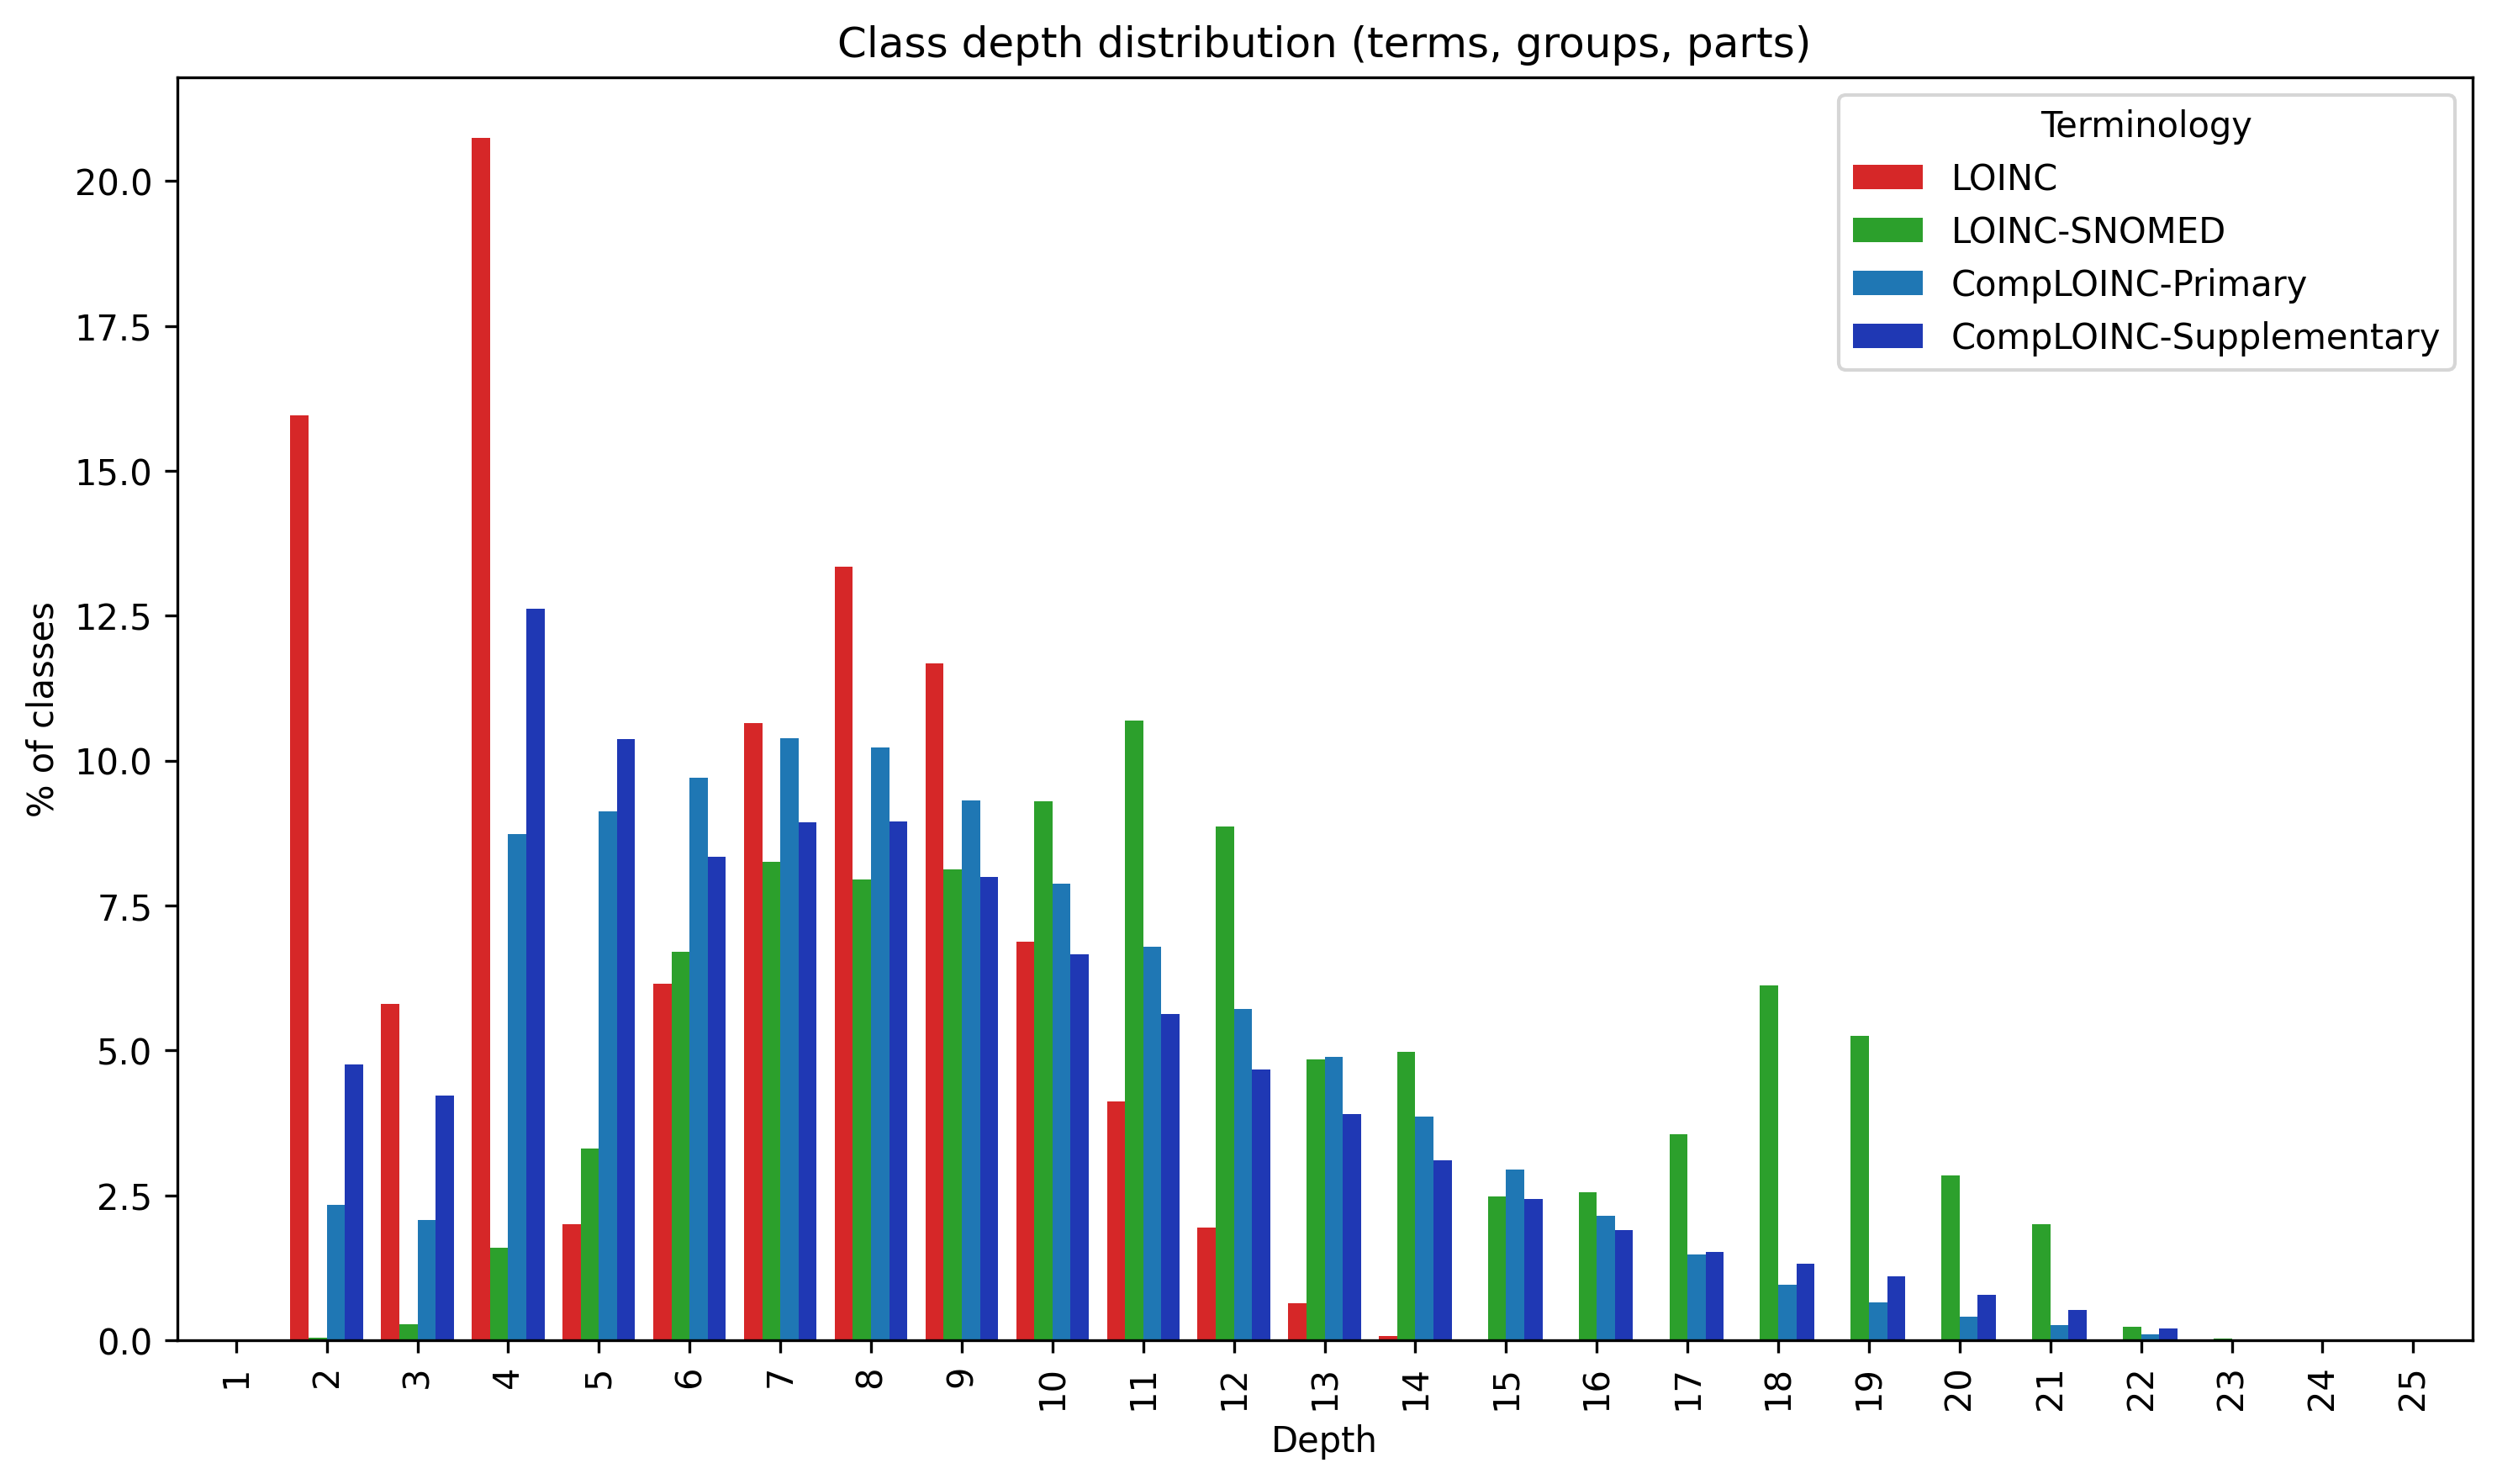 Class depth distribution (terms, groups, parts)
Terminology
LOINC
LOINC-SNOMED
CompLOINC-Primary
CompLOINC-Supplementary
% of classes
20.0
17.5
15.0
12.5
10.0
7.5
5.0
2.5
0.0
1 2 3 4 5 6 7 8 9 10 11 12 13 14 15 16 17 18 19 20 21 22 23 24 25
Depth